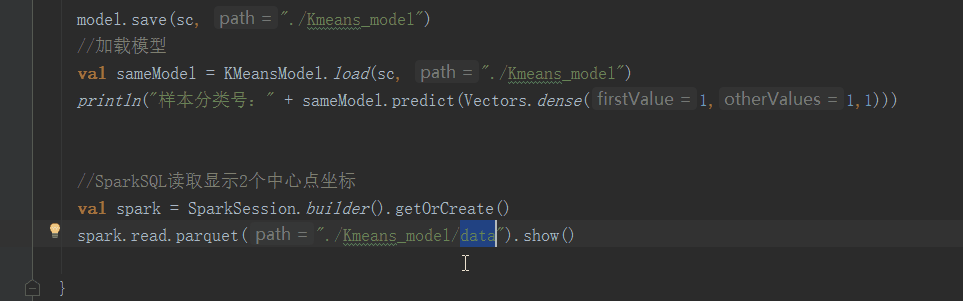 model.save(sc, path = "./Kmeans_model")
//加载模型
val sameModel = KMeansModel.load(sc, path = "./Kmeans_model")
println("样本分类号：" + sameModel.predict(Vectors.dense( firstValue = 1, otherValues = 1,1)))
//SparkSQL读取显示2个中心点坐标
val spark = SparkSession.builder().getOrCreate()
spark.read.parquet( path = "./Kmeans_model/data").show()
}